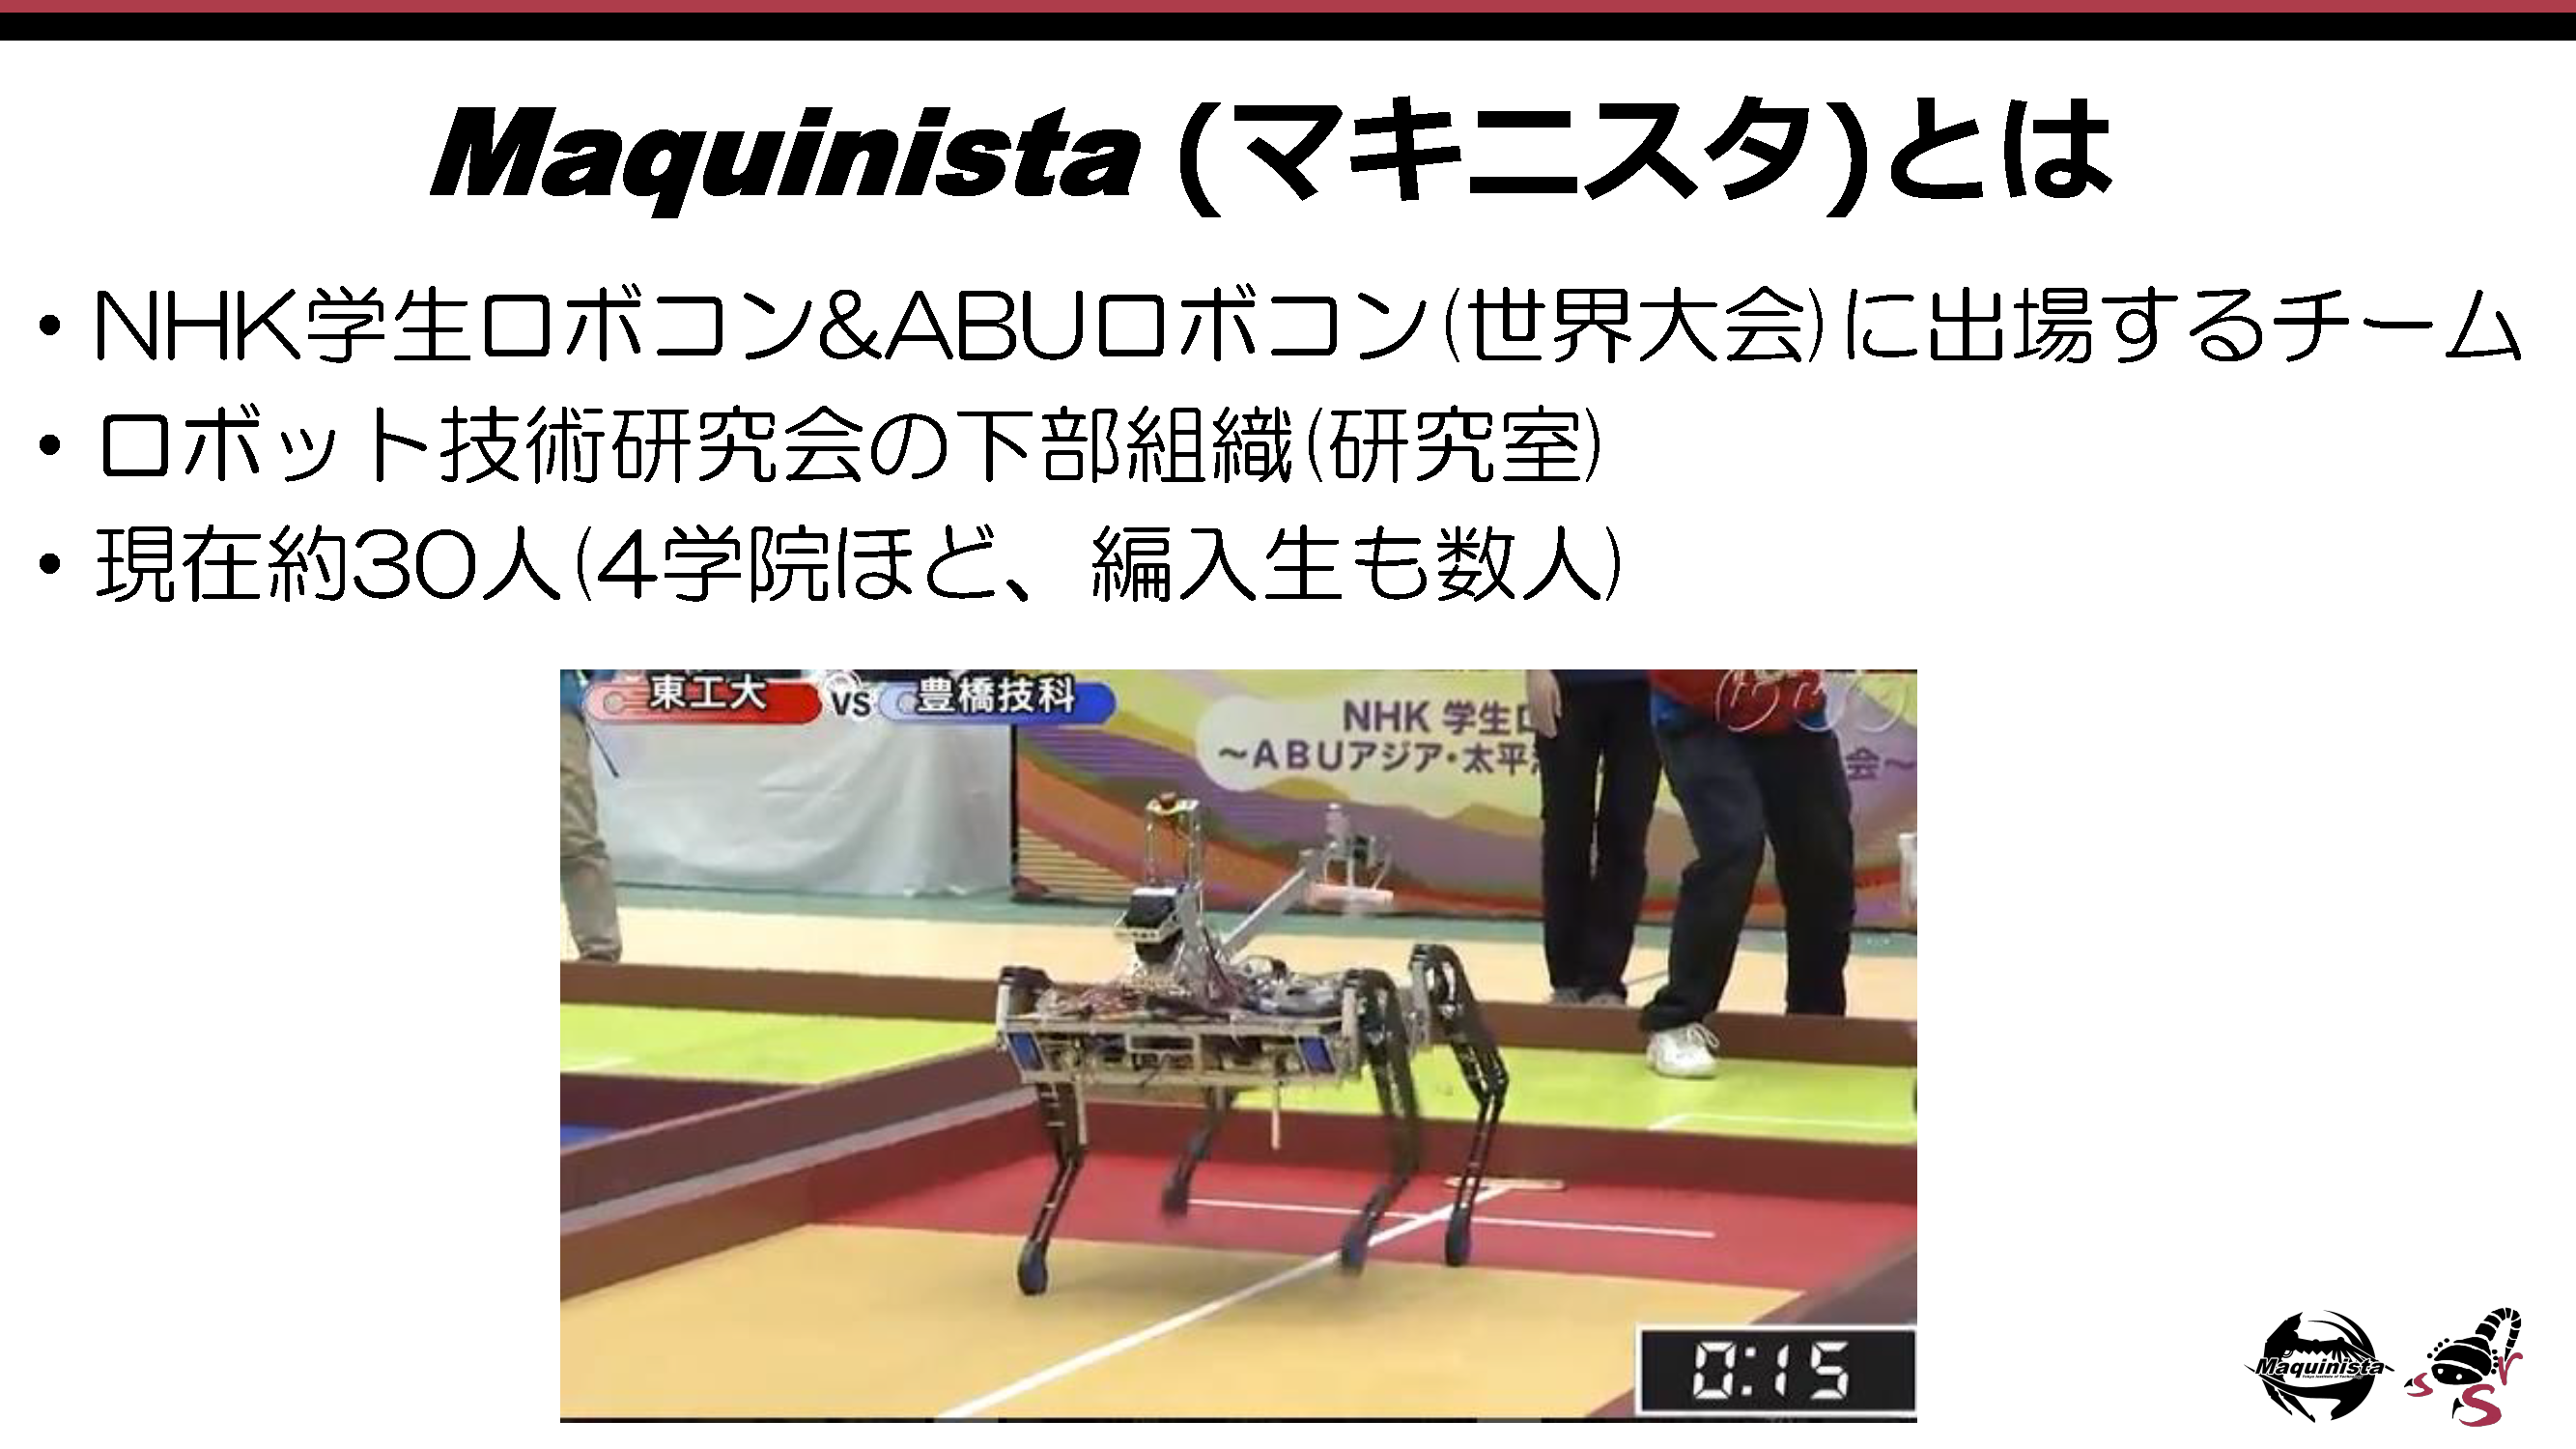 Maquinista (マキニスタ)とは
• NHK学生ロボコン&ABUロボコン(世界大会)に出場するチーム
• ロボット技術研究会の下部組織(研究室)
• 現在約30人(4学院ほど、編入生も数人)
東工大 VS 豊橋技科
NHK 学生ロ
～ABUアジア・太平
会～
0:15
Maquinista
srS